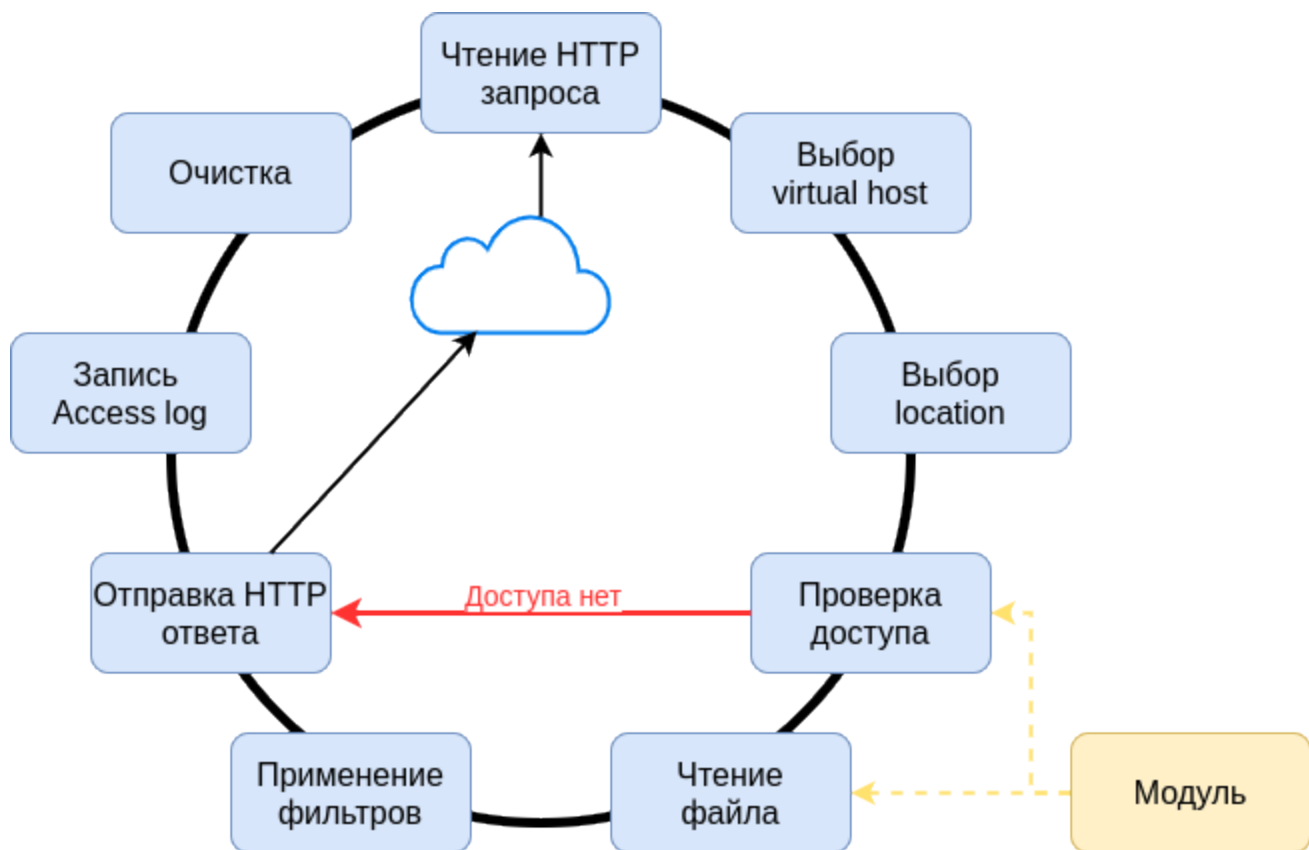 Чтение HTTP
запроса
Очистка
Выбор
virtual host
Запись
Access log
Выбор
location
Отправка HTTP
ответа
Доступа нет
Проверка
доступа
Применение
фильтров
Чтение
файла
Модуль